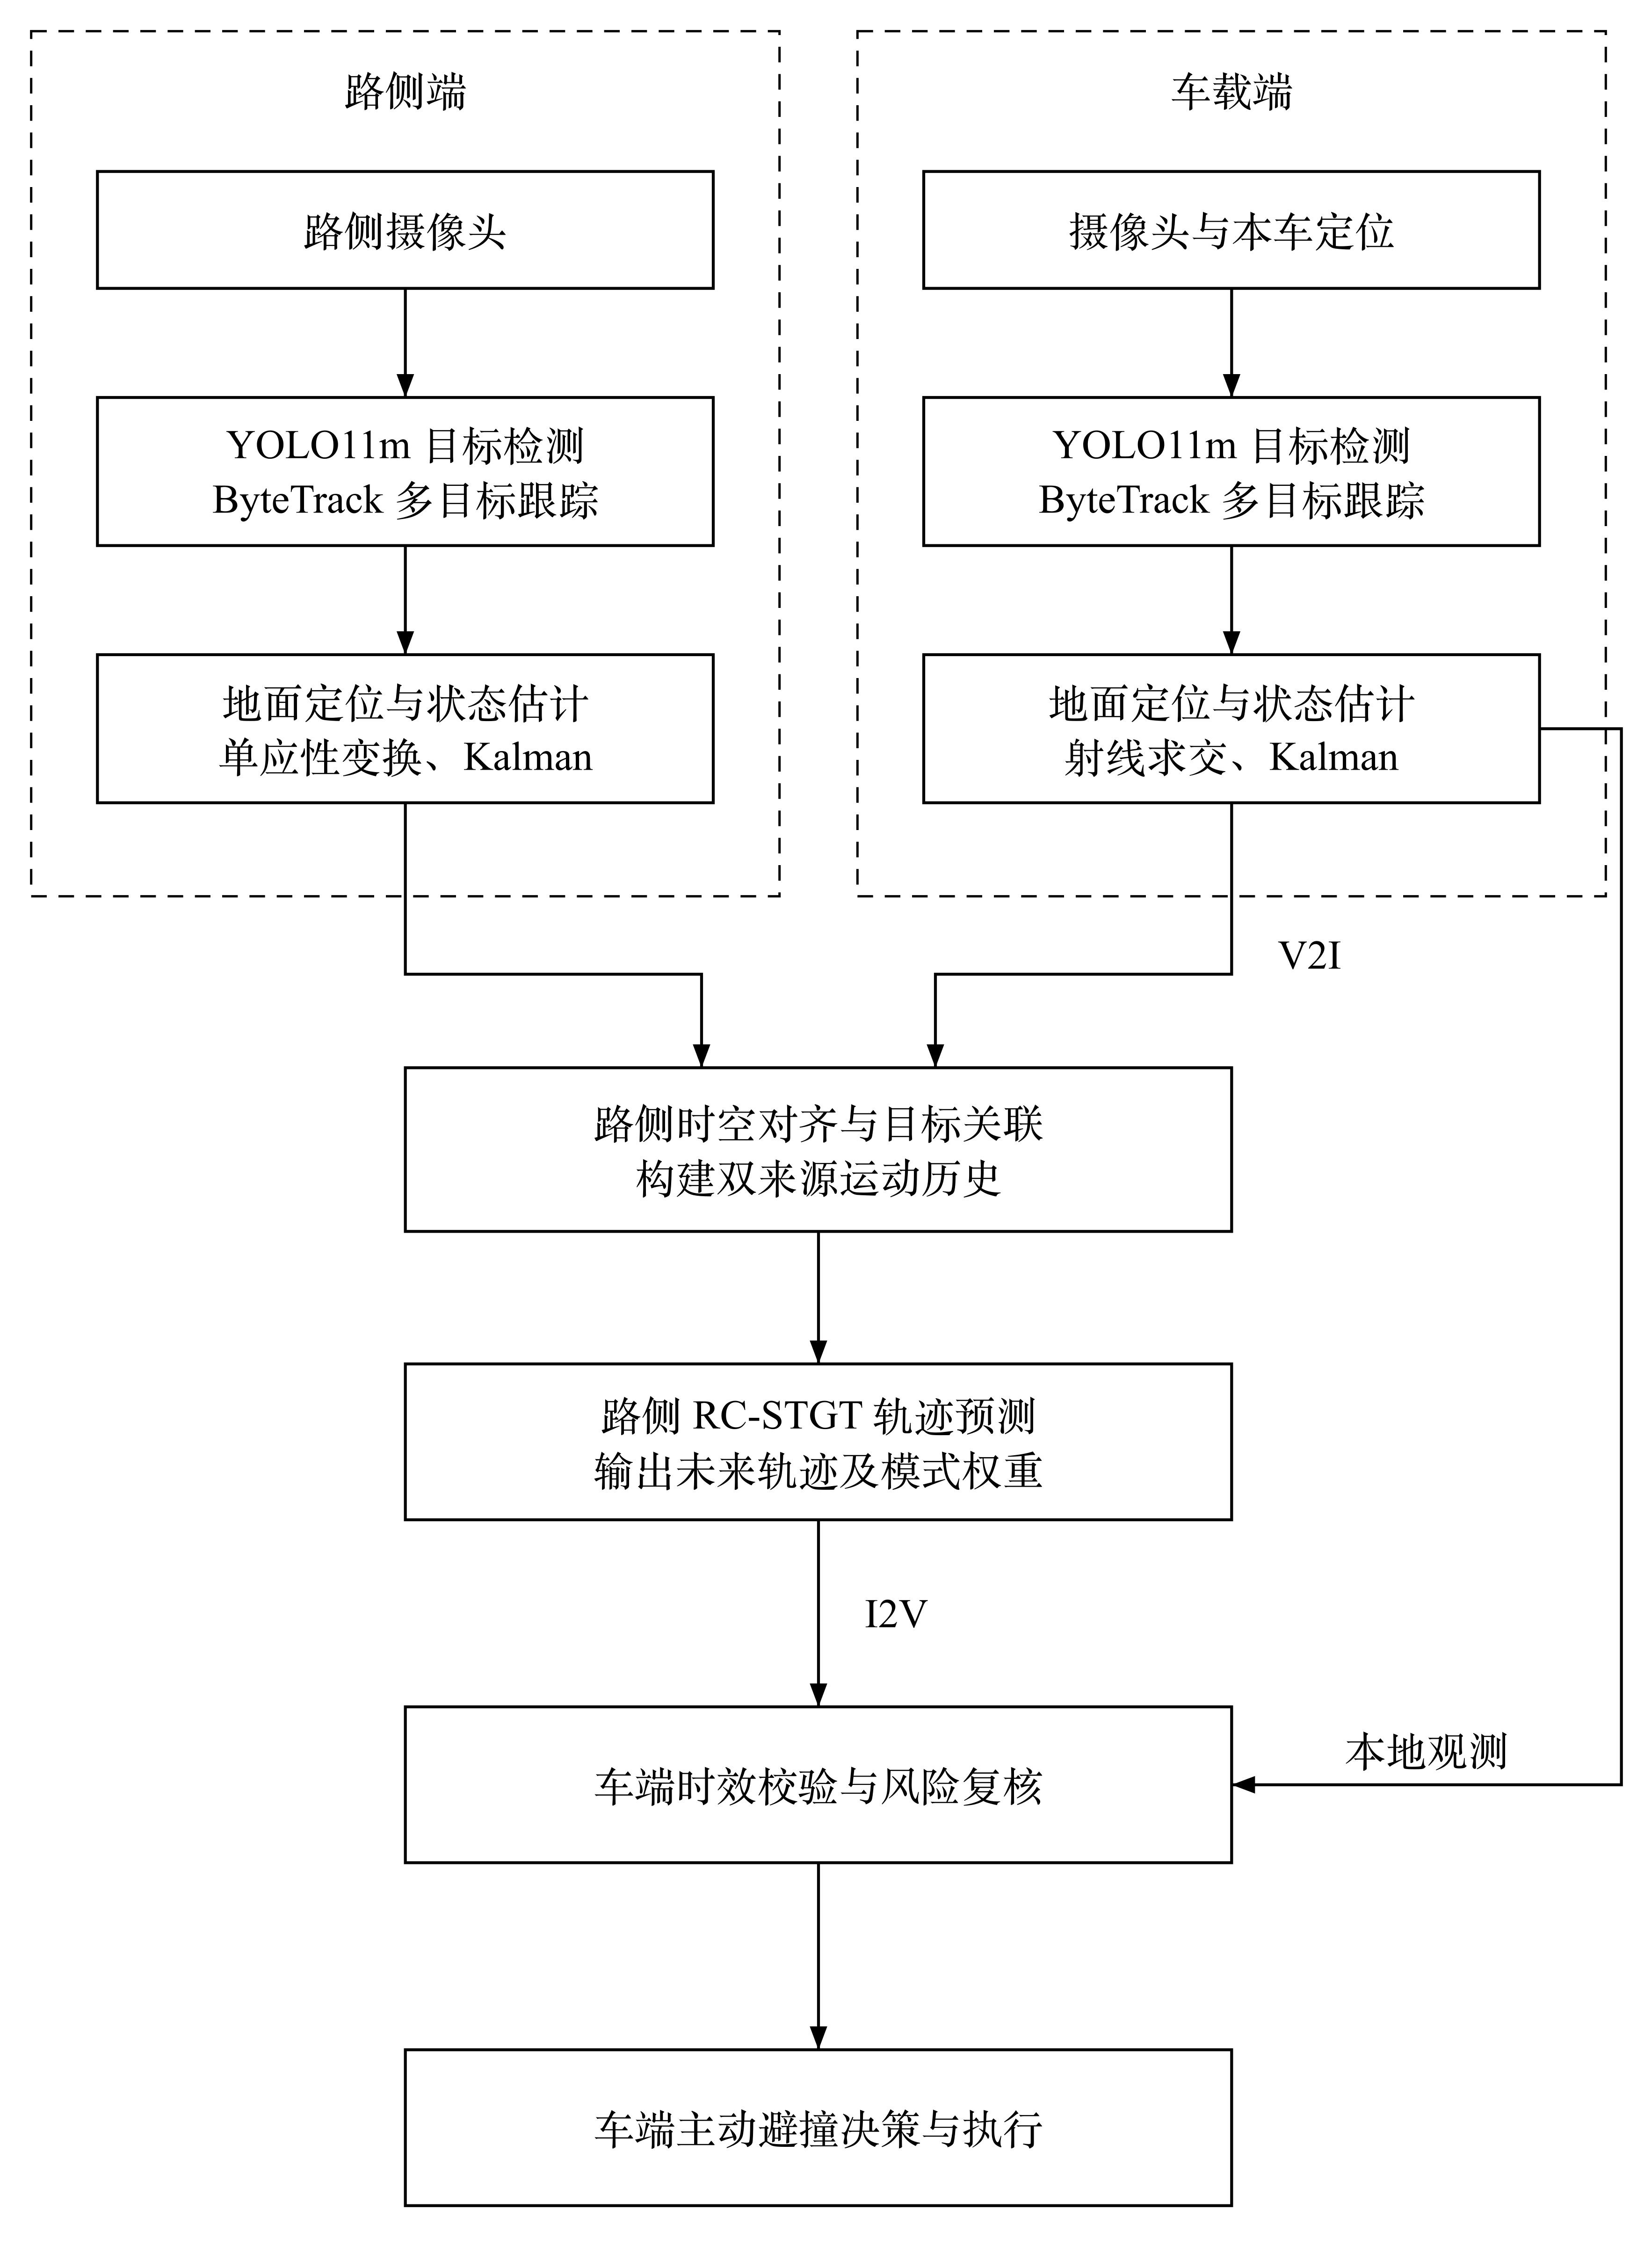 路侧端
路侧摄像头
YOLO11m 目标检测
ByteTrack 多目标跟踪
地面定位与状态估计
单应性变换、Kalman
车载端
摄像头与本车定位
YOLO11m 目标检测
ByteTrack 多目标跟踪
地面定位与状态估计
射线求交、Kalman
V2I
路侧时空对齐与目标关联
构建双来源运动历史
路侧 RC-STGT 轨迹预测
输出未来轨迹及模式权重
I2V
本地观测
车端时效校验与风险复核
车端主动避撞决策与执行